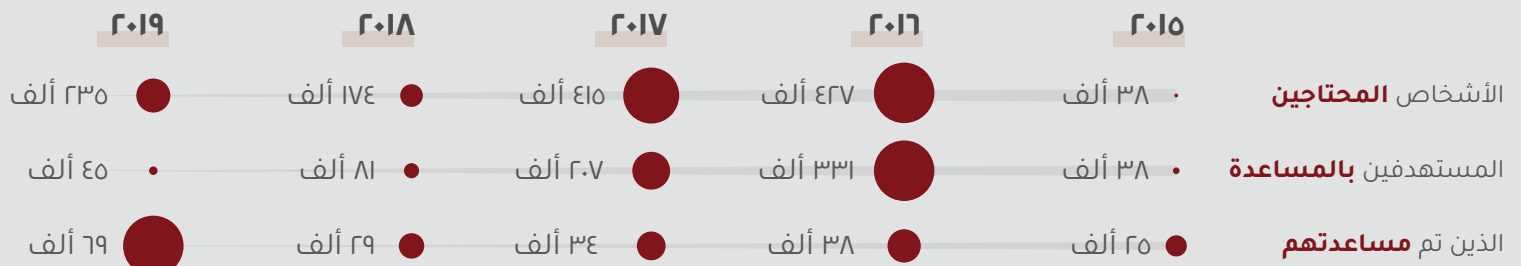 ٢٠١٥ ٢٠١٦ ٢٠١٧ ٢٠١٨ ٢٠١٩
الأشخاص المحتاجين ٣٨ ألف ٤٢٧ ألف ٤١٥ ألف ١٧٤ ألف ٢٣٥ ألف
المستهدفين بالمساعدة ٣٨ ألف ٣٣١ ألف ٢٠٧ ألف ٨١ ألف ٤٥ ألف
الذين تم مساعدتهم ٢٥ ألف ٣٨ ألف ٣٤ ألف ٢٩ ألف ٦٩ ألف